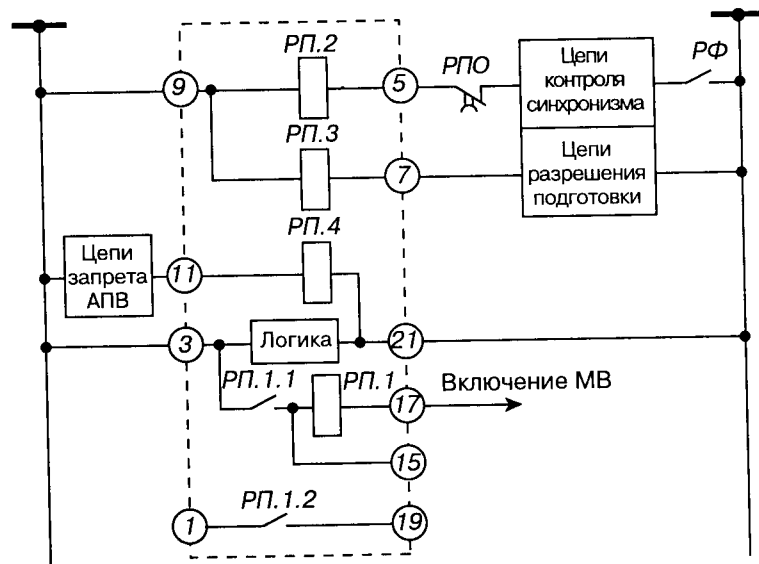 РП.2
9
5
РПО
Цепи
контроля
синхронизма
РФ
РП.3
7
Цепи
разрешения
подготовки
РП.4
Цепи
запрета
АПВ
11
3
Логика
21
РП.1.1
РП.1
17
Включение МВ
15
1
РП.1.2
19